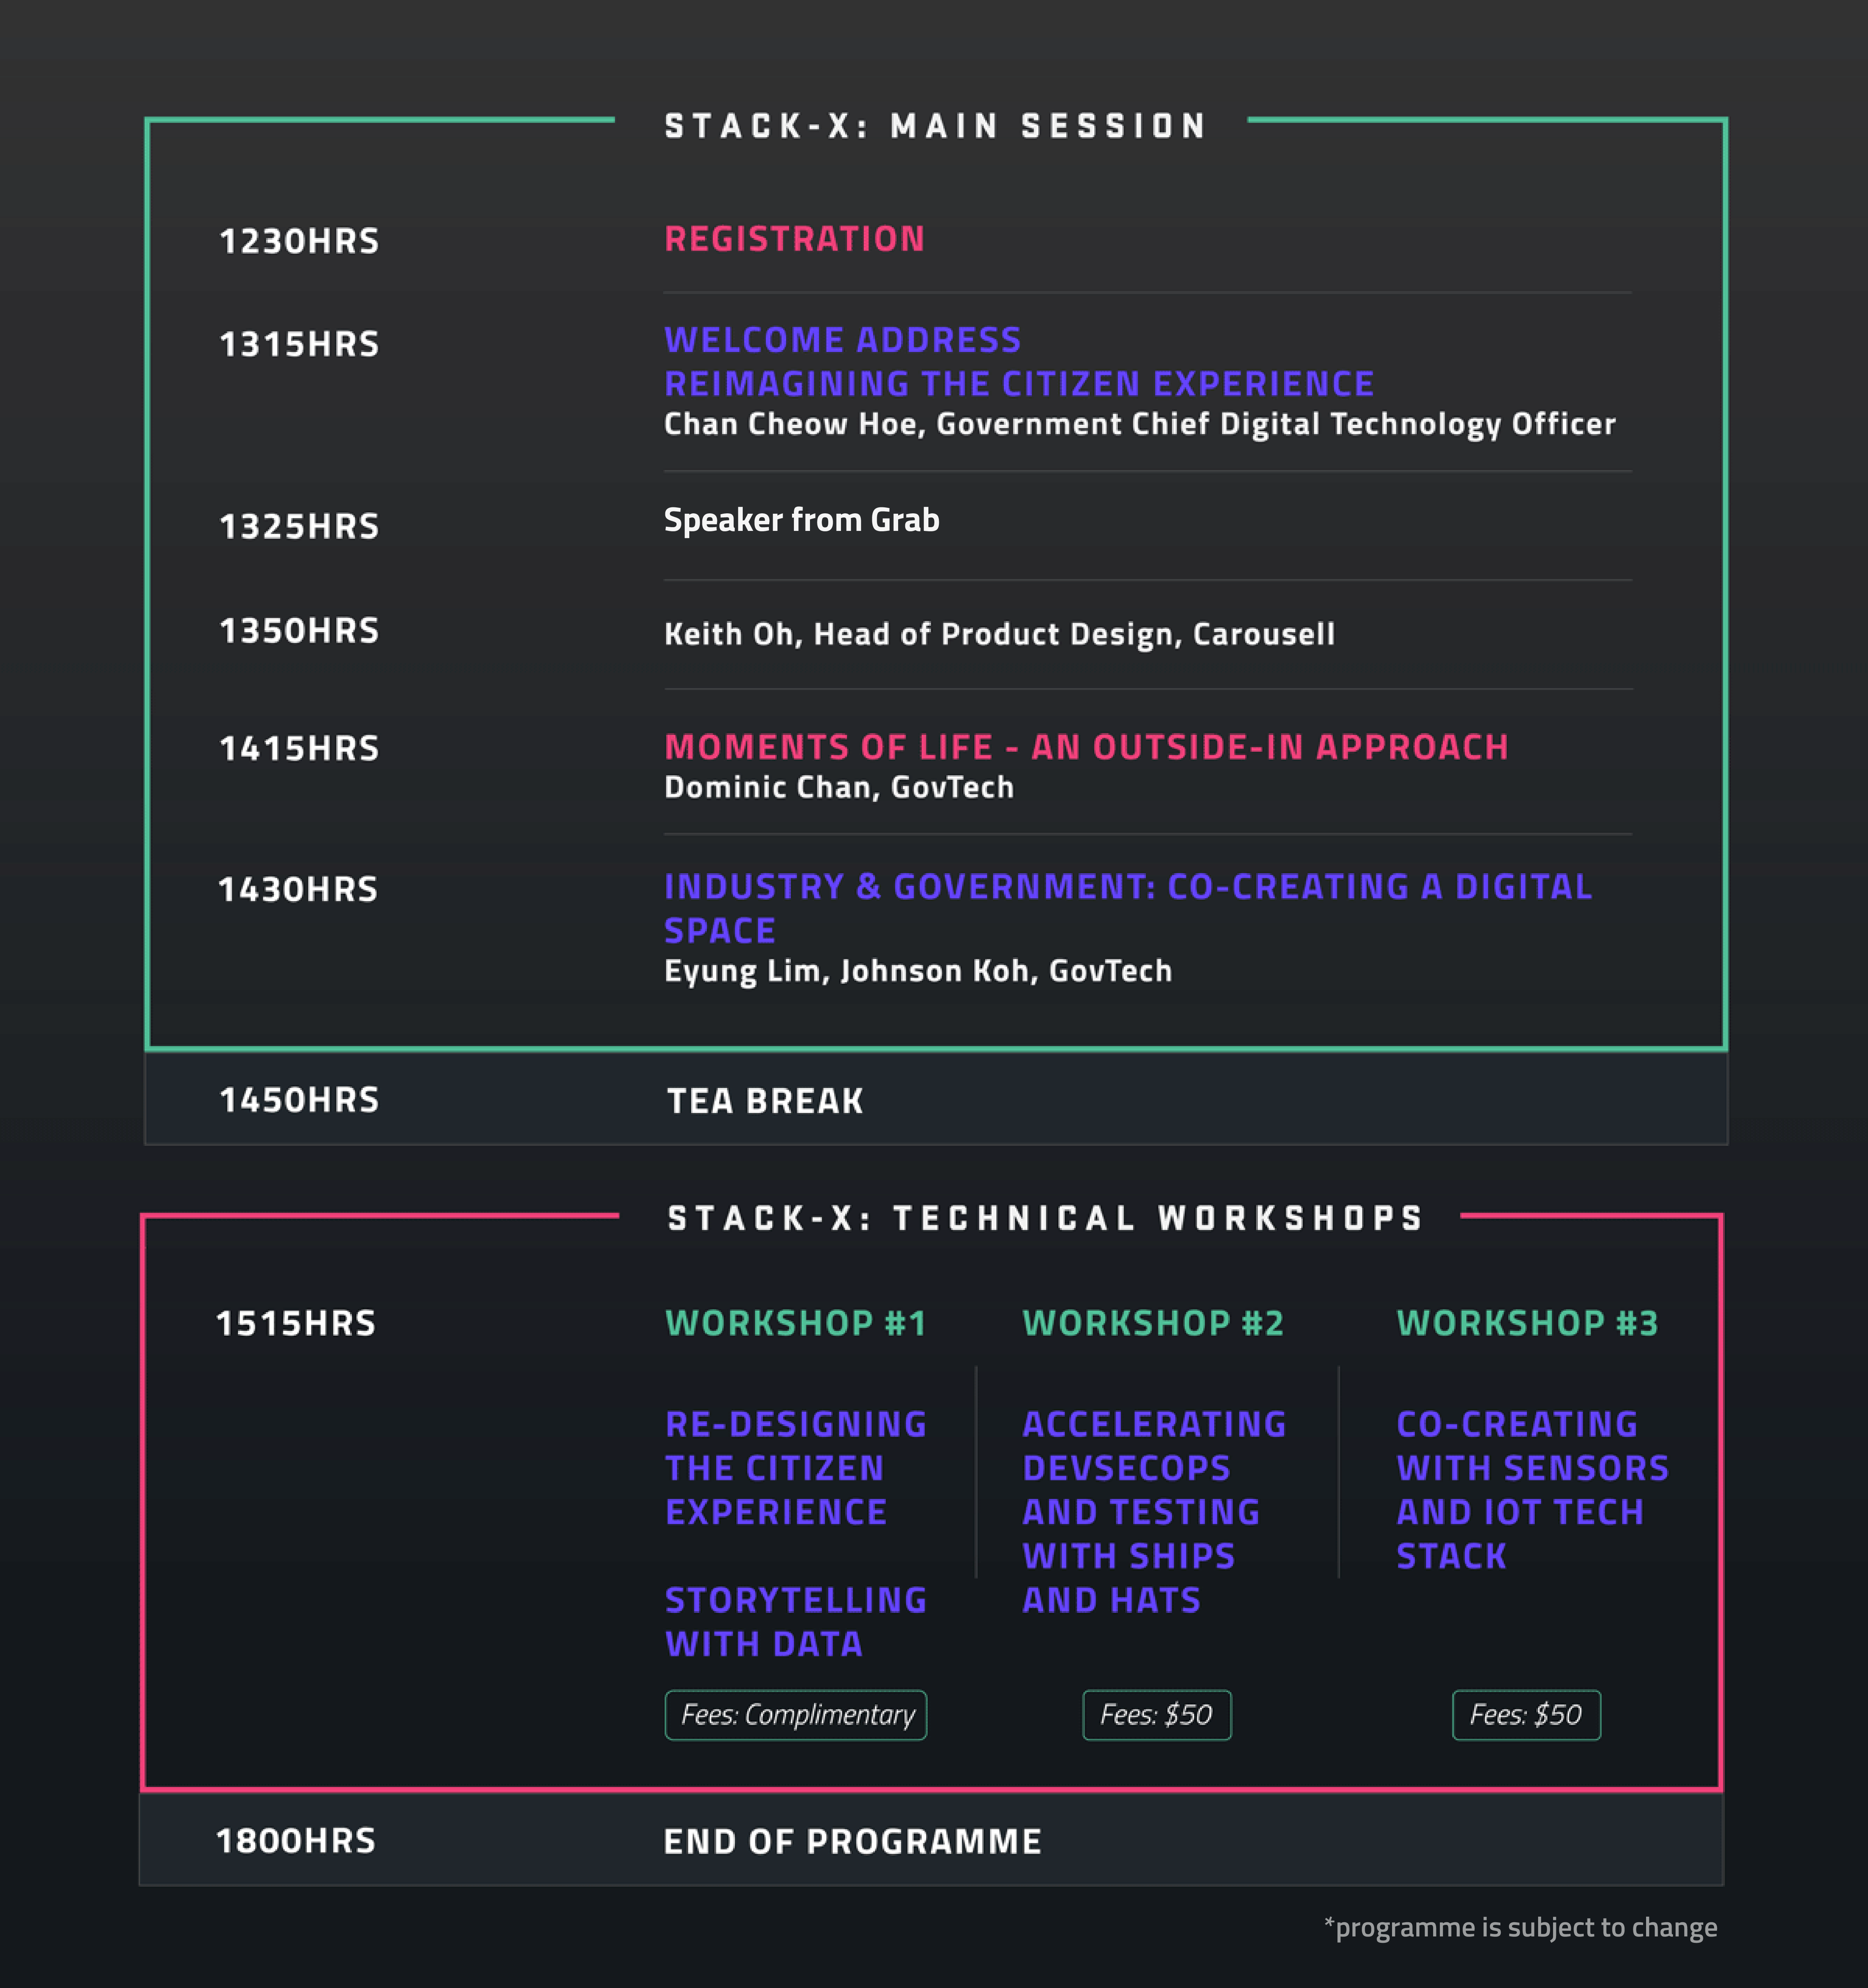 STACK-X: MAIN SESSION
1230HRS
REGISTRATION
1315HRS
WELCOME ADDRESS
REIMAGINING THE CITIZEN EXPERIENCE
Chan Cheow Hoe, Government Chief Digital Technology Officer
1325HRS
Speaker from Grab
1350HRS
Keith Oh, Head of Product Design, Carousell
1415HRS
MOMENTS OF LIFE - AN OUTSIDE-IN APPROACH
Dominic Chan, GovTech
1430HRS
INDUSTRY & GOVERNMENT: CO-CREATING A DIGITAL
SPACE
Eyung Lim, Johnson Koh, GovTech
1450HRS
TEA BREAK
STACK-X: TECHNICAL WORKSHOPS
1515HRS
WORKSHOP #1
RE-DESIGNING
THE CITIZEN
EXPERIENCE
STORYTELLING
WITH DATA
Fees: Complimentary
WORKSHOP #2
ACCELERATING
DEVSECOPS
AND TESTING
WITH SHIPS
AND HATS
Fees: $50
WORKSHOP #3
CO-CREATING
WITH SENSORS
AND IOT TECH
STACK
Fees: $50
1800HRS
END OF PROGRAMME
*programme is subject to change